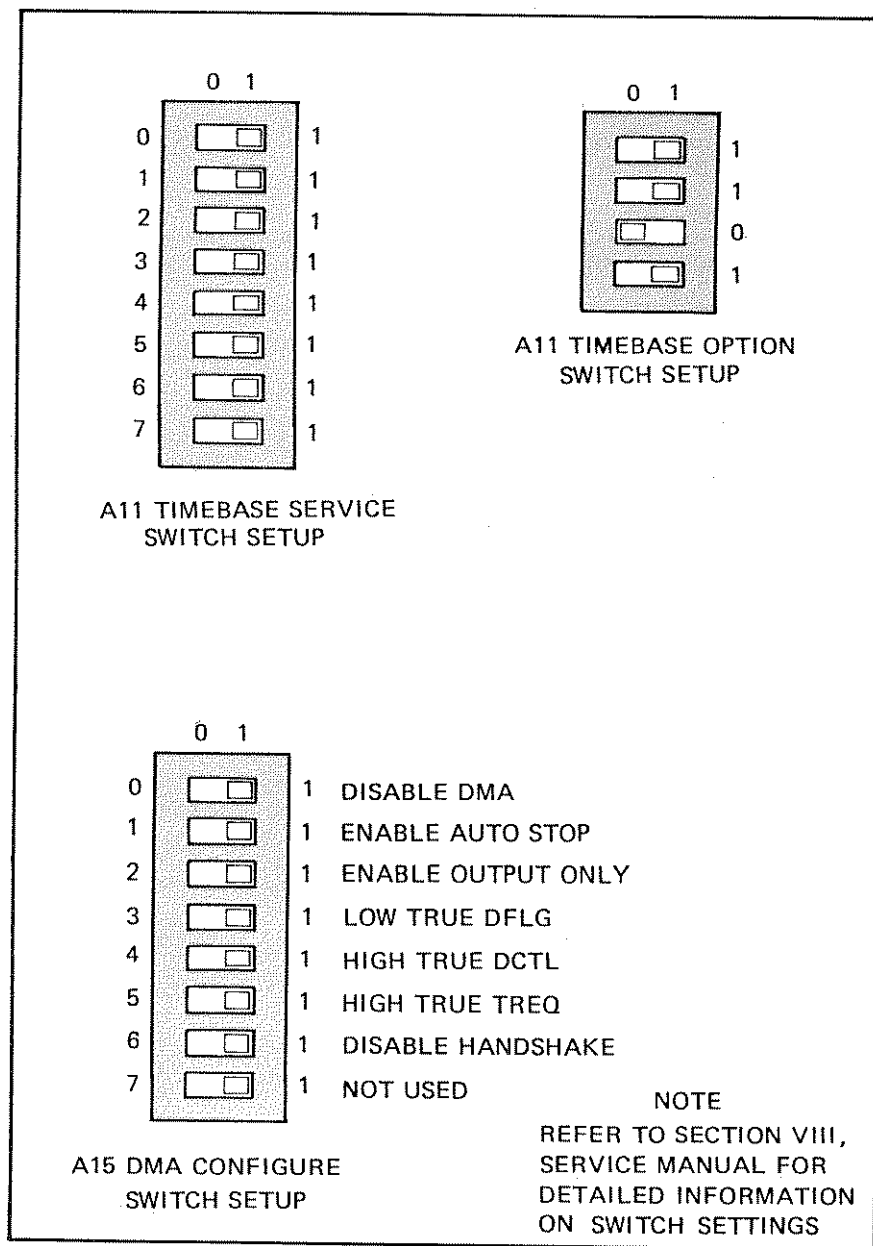 0 1
0 1
1 1
2 1
3 1
4 1
5 1
6 1
7 1
A11 TIMEBASE SERVICE
SWITCH SETUP
0 1
1
1
0
1
A11 TIMEBASE OPTION
SWITCH SETUP
0 1
0 1 DISABLE DMA
1 1 ENABLE AUTO STOP
2 1 ENABLE OUTPUT ONLY
3 1 LOW TRUE DFLG
4 1 HIGH TRUE DCTL
5 1 HIGH TRUE TREQ
6 1 DISABLE HANDSHAKE
7 1 NOT USED
A15 DMA CONFIGURE
SWITCH SETUP
NOTE
REFER TO SECTION VIII,
SERVICE MANUAL FOR
DETAILED INFORMATION
ON SWITCH SETTINGS